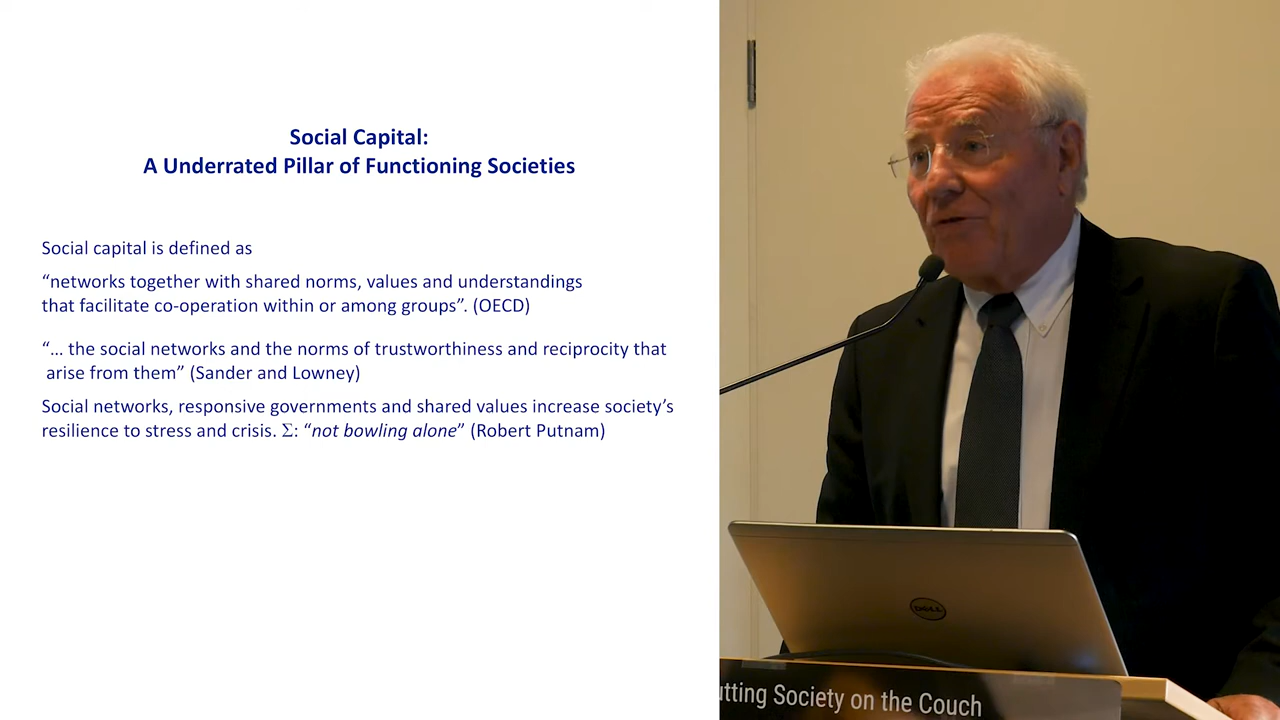 Social Capital:
A Underrated Pillar of Functioning Societies
Social capital is defined as
“networks together with shared norms, values and understandings
that facilitate co-operation within or among groups”. (OECD)
“… the social networks and the norms of trustworthiness and reciprocity that
arise from them” (Sander and Lowney)
Social networks, responsive governments and shared values increase society’s
resilience to stress and crisis. Σ: “not bowling alone” (Robert Putnam)
DELL
utting Society on the Couch